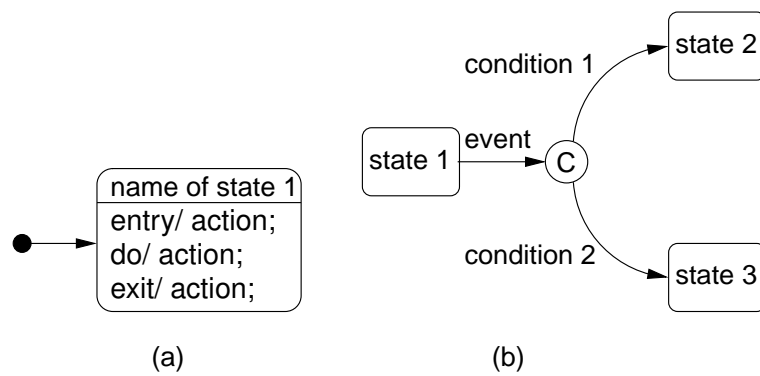 name of state 1
entry/ action;
do/ action;
exit/ action;
(a)
state 1
event
C
condition 1
state 2
condition 2
state 3
(b)